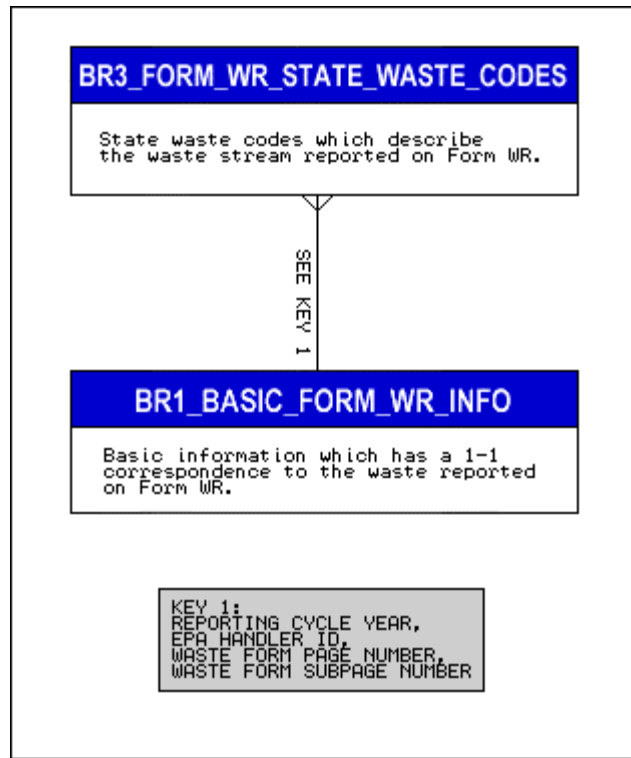 BR3_FORM_WR_STATE_WASTE_CODES
State waste codes which describe
the waste stream reported on Form WR.
SEE KEY 1
BR1_BASIC_FORM_WR_INFO
Basic information which has a 1-1
correspondence to the waste reported
on Form WR.
KEY 1:
REPORTING CYCLE YEAR,
EPA HANDLER ID,
WASTE FORM PAGE NUMBER,
WASTE FORM SUBPAGE NUMBER